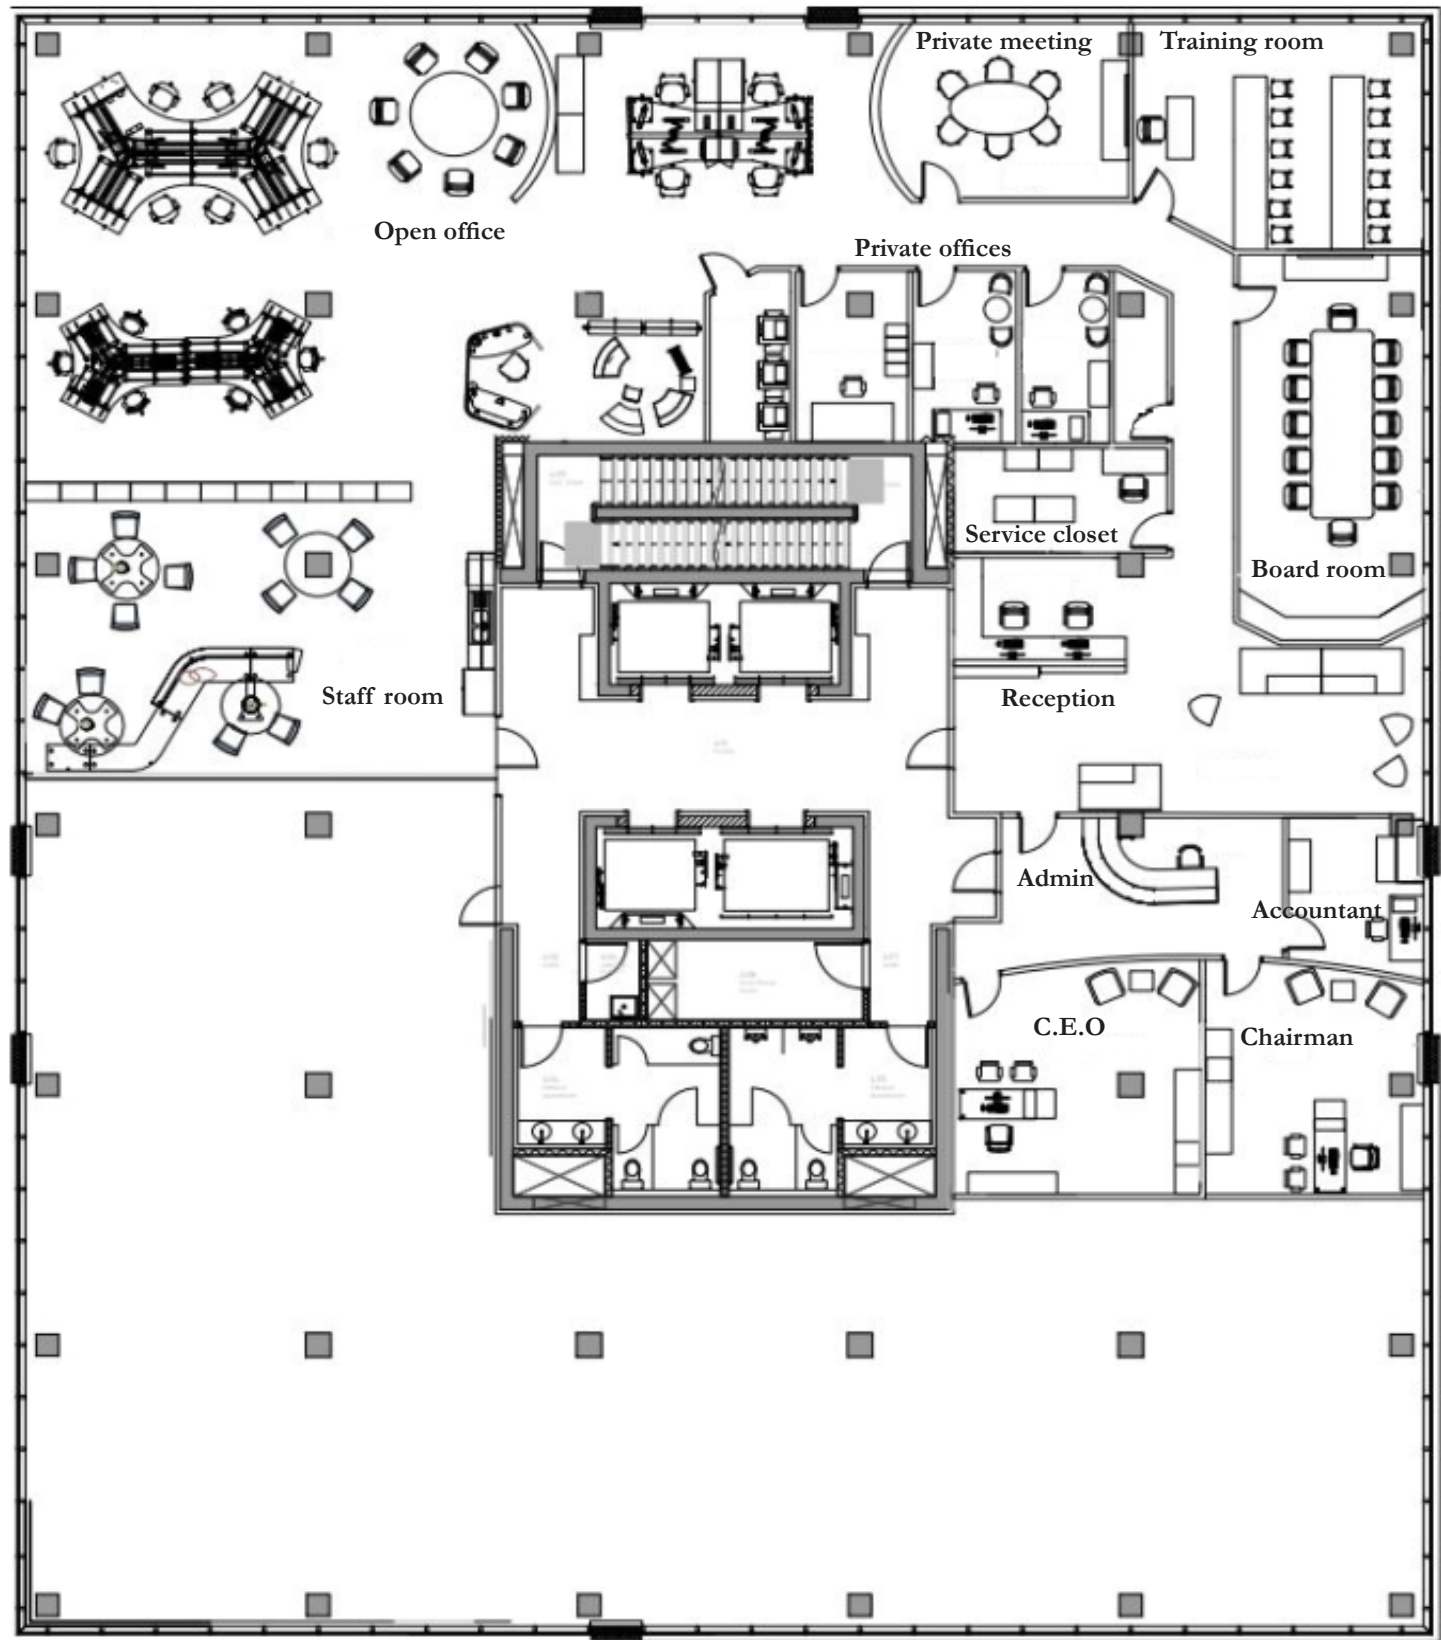 Private meeting
Training room
Open office
Private offices
Service closet
Board room
Staff room
Reception
Admin
Accountant
C.E.O
Chairman